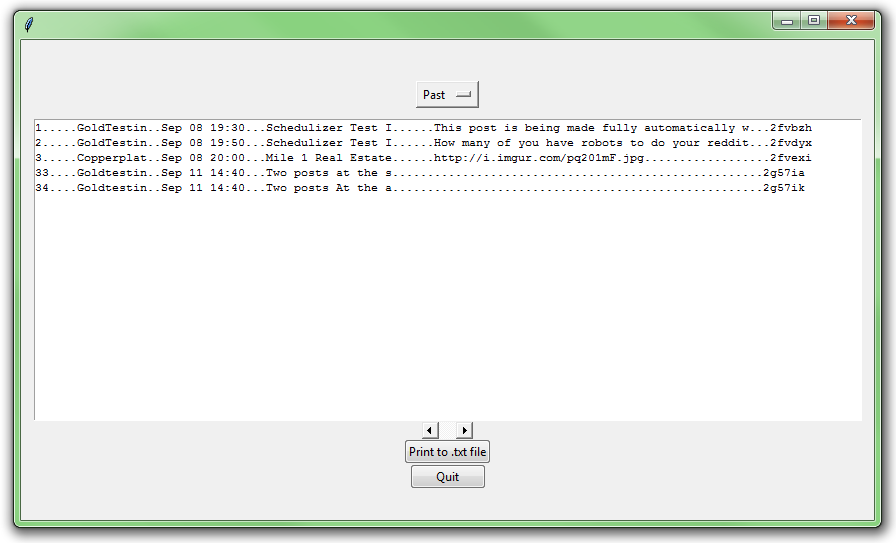 Past
1.....GoldTestin..Sep 08 19:30...Schedulizer Test I......This post is being made fully automatically w...2fvbzh
2.....GoldTestin..Sep 08 19:50...Schedulizer Test I......How many of you have robots to do your reddit...2fvdyx
3.....Copperplat..Sep 08 20:00...Mile 1 Real Estate......http://i.imgur.com/pq201mF.jpg..................2fvexi
33....Goldtestin..Sep 11 14:40...Two posts at the s.....................................................2g57ia
34....Goldtestin..Sep 11 14:40...Two posts At the a.....................................................2g57ik
Print to .txt file
Quit